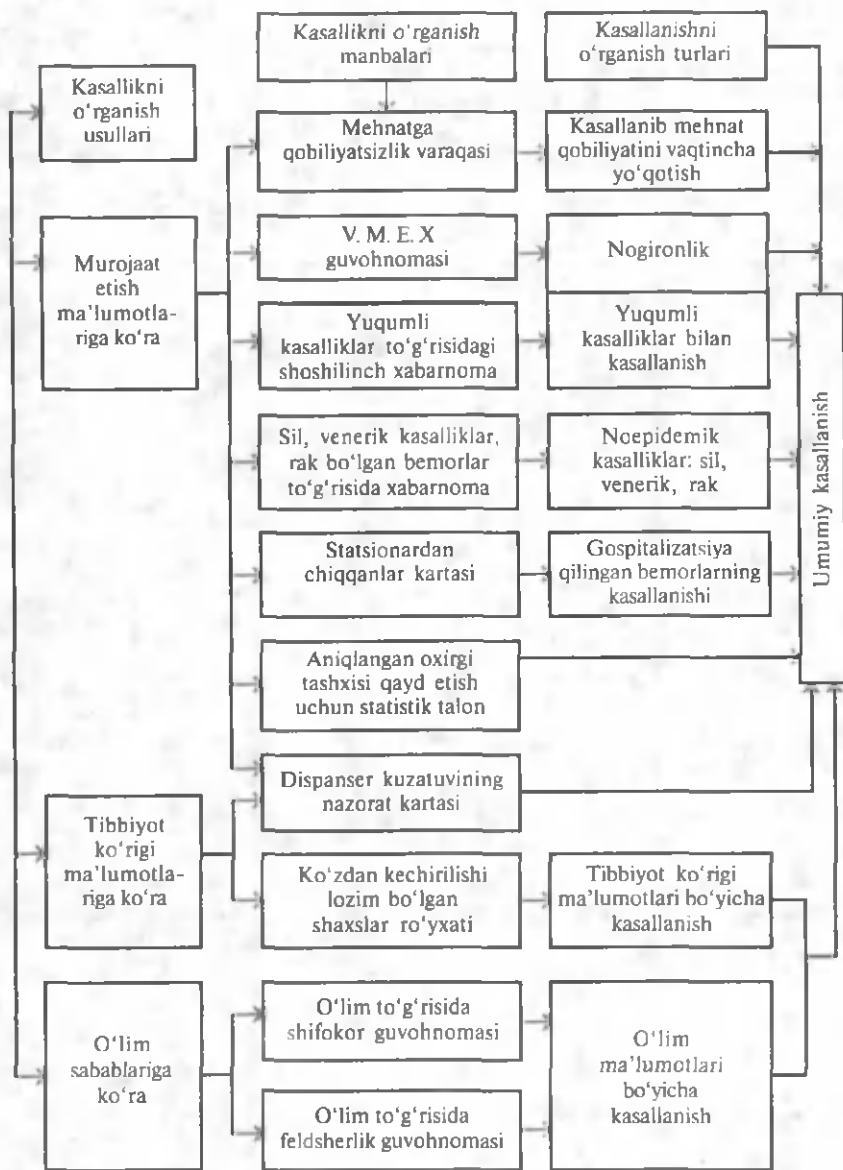 Kasallikni o‘rganish
manbalari
Kasallanishni
o‘rganish turlari
Kasallikni
o‘rganish
usullari
Mehnatga
qobiliyatsizlik varaqasi
Kasallanib mehnat
qobiliyatini vaqtincha
yo‘qotish
Murojaat
etish
ma’lumotla-
riga ko‘ra
V. M. E. X
guvohnomasi
Nogironlik
Yuqumli
kasalliklar to‘g‘risidagi
shoshilinch xabarnoma
Yuqumli
kasalliklar bilan
kasallanish
Sil, venerik kasalliklar,
rak bo‘lgan bemorlar
to‘g‘risida xabarnoma
Noepidemik
kasalliklar: sil,
venerik, rak
Statsionardan
chiqqanlar kartasi
Gospitalizatsiya
qilingan bemorlarning
kasallanishi
Umumiy kasallanish
Aniqlangan oxirgi
tashxisi qayd etish
uchun statistik talon
Dispanser kuzatuvining
nazorat kartasi
Tibbiyot
ko‘rigi
ma’lumotla-
riga ko‘ra
Ko‘zdan kechirilishi
lozim bo‘lgan
shaxslar ro‘yxati
Tibbiyot ko‘rigi
ma’lumotlari bo‘yicha
kasallanish
O‘lim
sabablariga
ko‘ra
O‘lim to‘g‘risida
shifokor guvohnomasi
O‘lim to‘g‘risida
feldsherlik guvohnomasi
O‘lim
ma’lumotlari
bo‘yicha
kasallanish